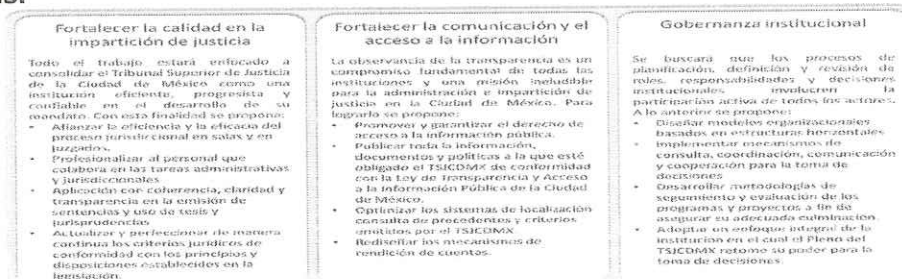 Fortalecer la calidad en la
impartición de justicia
Todo el trabajo estará enfocado a
consolidar el Tribunal Superior de Justicia
de la Ciudad de México como una
institución eficiente, progresista y
confiable en el desarrollo de su
mandato. Con esta finalidad se propone:
• Afianzar la eficiencia y la eficacia del
proceso jurisdiccional en salas y en
juzgados.
• Profesionalizar al personal que
colabora en las tareas administrativas
y jurisdiccionales
• Aplicación con coherencia, claridad y
transparencia en la emisión de
sentencias y uso de tesis y
jurisprudencias
• Actualizar y perfeccionar de manera
continua los criterios jurídicos de
conformidad con los principios y
disposiciones establecidos en la
legislación.
Fortalecer la comunicación y el
acceso a la información
La observancia de la transparencia es un
compromiso fundamental de todas las
instituciones y una misión ineludible
para la administración e impartición de
justicia en la Ciudad de México. Para
lograrlo se propone:
• Promover y garantizar el derecho de
acceso a la información pública.
• Publicar toda la información,
documentos y políticas a la que esté
obligado el TSJCDMX de conformidad
con la Ley de Transparencia y Acceso
a la Información Pública de la Ciudad
de México.
• Optimizar los sistemas de localización
consulta de precedentes y criterios
emitidos por el TSJCDMX
• Rediseñar los mecanismos de
rendición de cuentas.
Gobernanza institucional
Se buscará que los procesos de
planificación, definición y revisión de
roles, responsabilidades y decisiones
institucionales involucren la
participación activa de todos los actores.
A lo anterior se propone:
• Diseñar modelos organizacionales
basados en estructuras horizontales
• Implementar mecanismos de
consulta, coordinación, comunicación
y cooperación para la toma de
decisiones
• Desarrollar metodologías de
seguimiento y evaluación de los
programas y proyectos a fin de
asegurar su adecuada culminación
• Adoptar un enfoque integral de la
institución en el cual el Pleno del
TSJCDMX retome su poder para la
toma de decisiones.